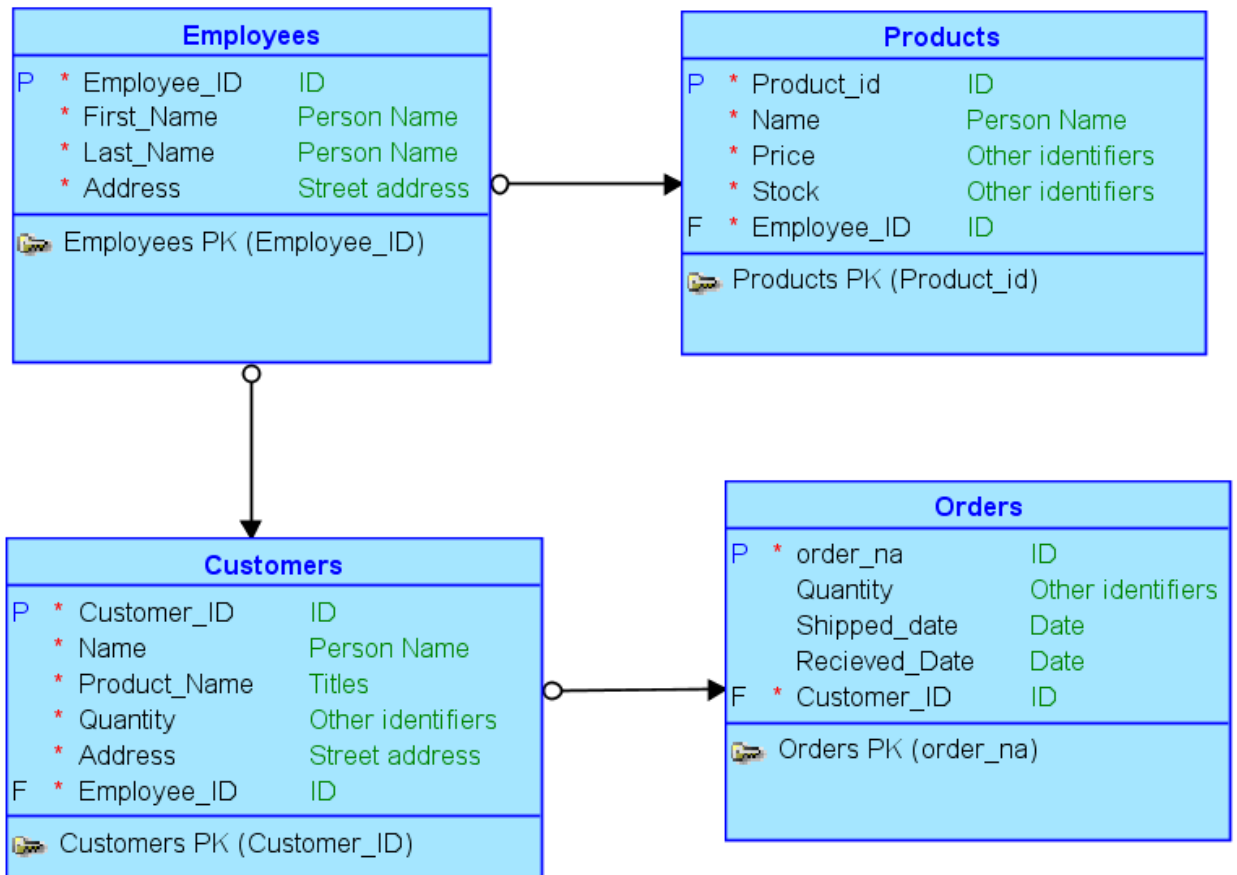 Employees
P * Employee_ID ID
* First_Name Person Name
* Last_Name Person Name
* Address Street address
Employees PK (Employee_ID)
Products
P * Product_id ID
* Name Person Name
* Price Other identifiers
* Stock Other identifiers
F * Employee_ID ID
Products PK (Product_id)
Customers
P * Customer_ID ID
* Name Person Name
* Product_Name Titles
* Quantity Other identifiers
* Address Street address
F * Employee_ID ID
Customers PK (Customer_ID)
Orders
P * order_na ID
Quantity Other identifiers
Shipped_date Date
Recieved_Date Date
F * Customer_ID ID
Orders PK (order_na)